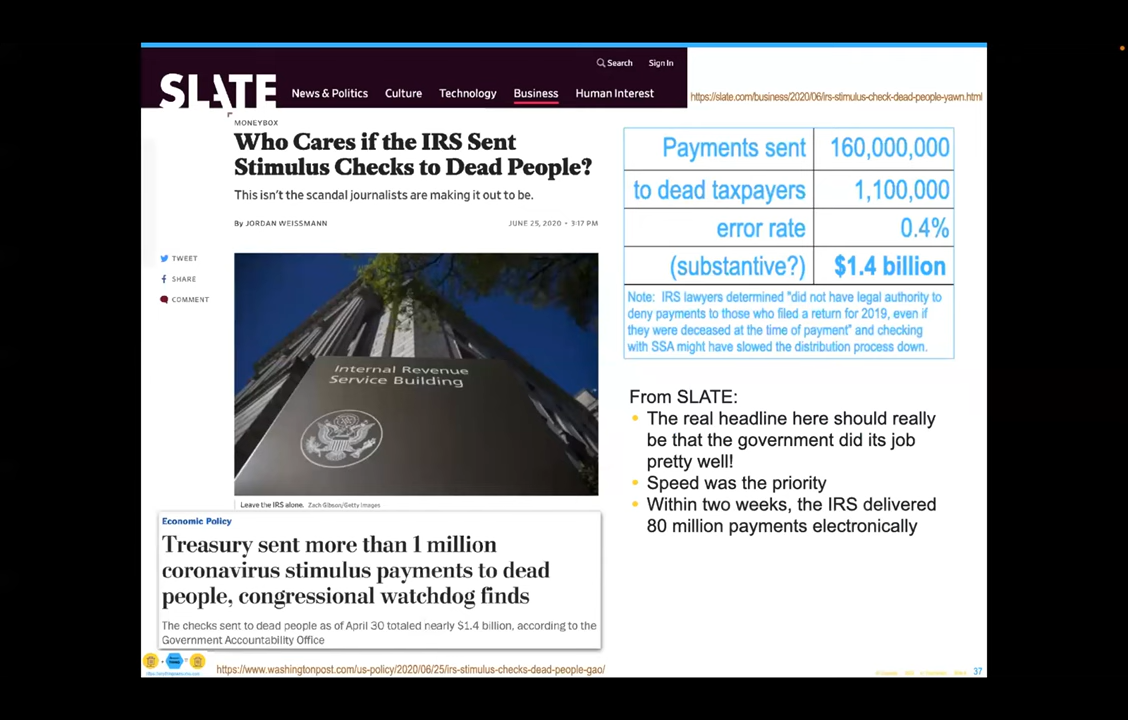 SLATE
Search Sign In
News & Politics Culture Technology Business Human Interest
https://slate.com/business/2020/06/irs-stimulus-check-dead-people-yawn.html
MONEYBOX
Who Cares if the IRS Sent
Stimulus Checks to Dead People?
This isn't the scandal journalists are making it out to be.
By JORDAN WEISSMANN JUNE 25, 2020 • 3:17 PM
TWEET
SHARE
COMMENT
Internal Revenue
Service Building
Leave the IRS alone. Zach Gibson/Getty Images
Economic Policy
Treasury sent more than 1 million
coronavirus stimulus payments to dead
people, congressional watchdog finds
The checks sent to dead people as of April 30 totaled nearly $1.4 billion, according to the
Government Accountability Office
https://www.washingtonpost.com/us-policy/2020/06/25/irs-stimulus-checks-dead-people-gao/
Payments sent 160,000,000
to dead taxpayers 1,100,000
error rate 0.4%
(substantive?) $1.4 billion
Note: IRS lawyers determined "did not have legal authority to
deny payments to those who filed a return for 2019, even if
they were deceased at the time of payment" and checking
with SSA might have slowed the distribution process down.
From SLATE:
• The real headline here should really
be that the government did its job
pretty well!
• Speed was the priority
• Within two weeks, the IRS delivered
80 million payments electronically
37